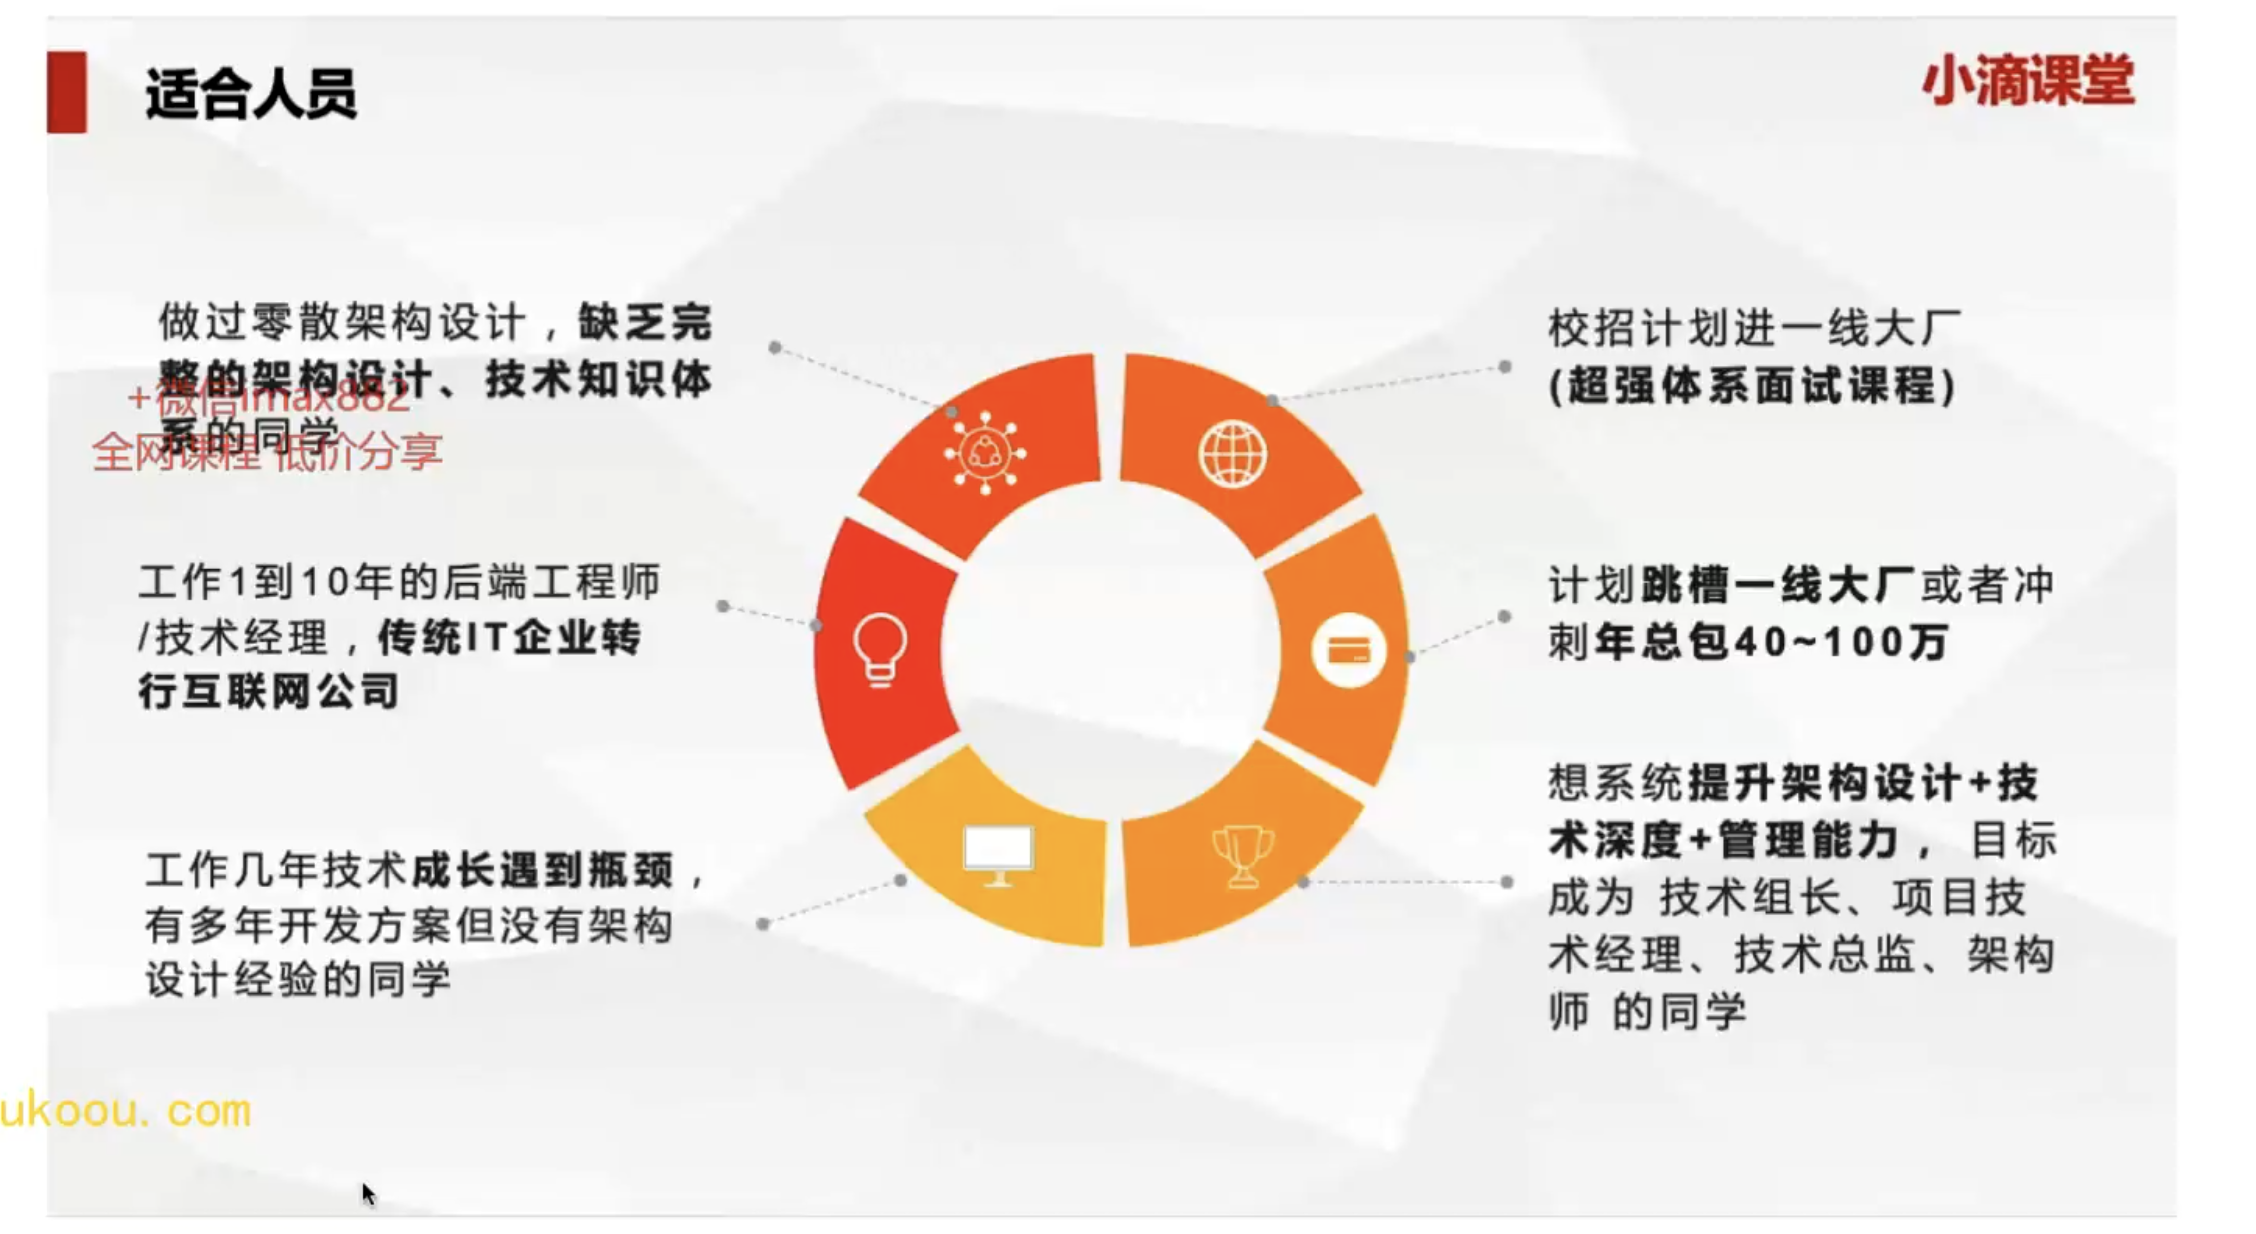 适合人员
小滴课堂
做过零散架构设计，缺乏完
整的架构设计、技术知识体
系的同学
+微信imax882
全网课程 低价分享
工作1到10年的后端工程师
/技术经理，传统IT企业转
行互联网公司
工作几年技术成长遇到瓶颈，
有多年开发方案但没有架构
设计经验的同学
校招计划进一线大厂
(超强体系面试课程)
计划跳槽一线大厂或者冲
刺年总包40~100万
想系统提升架构设计+技
术深度+管理能力， 目标
成为 技术组长、项目技
术经理、技术总监、架构
师 的同学
ukoou. com